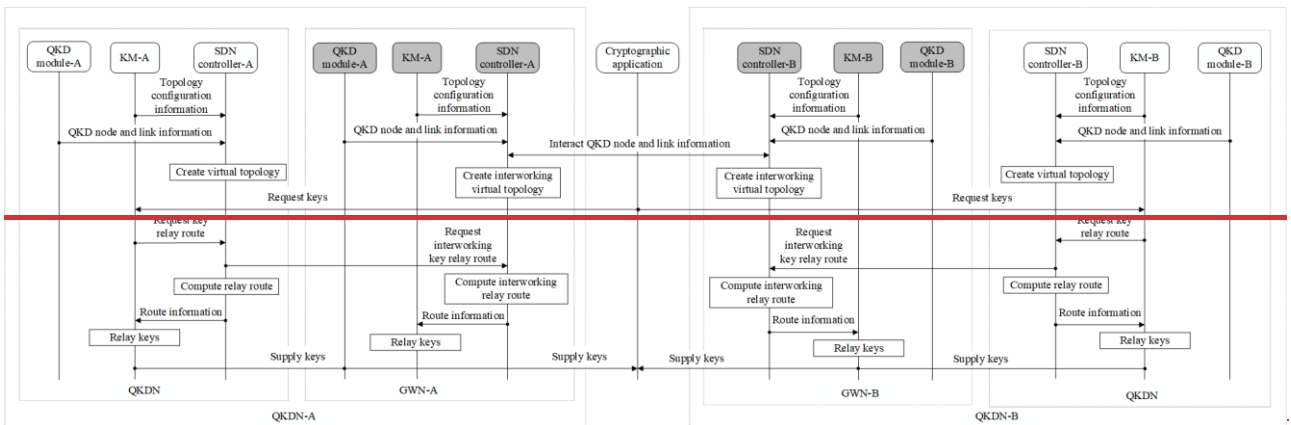 QKD
module-A
KM-A
SDN
controller-A
QKD
module-A
KM-A
SDN
controller-A
Cryptographic
application
SDN
controller-B
KM-B
QKD
module-B
SDN
controller-B
KM-B
QKD
module-B
Topology
configuration
information
Topology
configuration
information
Topology
configuration
information
Topology
configuration
information
QKD node and link information
QKD node and link information
QKD node and link information
QKD node and link information
Interact QKD node and link information
Create virtual topology
Create interworking
virtual topology
Create interworking
virtual topology
Create virtual topology
Request keys
Request keys
Request key
relay route
Request
interworking
key relay route
Request
interworking
key relay route
Request key
relay route
Compute relay route
Compute interworking
relay route
Compute interworking
relay route
Compute relay route
Route information
Route information
Route information
Route information
Relay keys
Relay keys
Relay keys
Relay keys
Supply keys
Supply keys
Supply keys
Supply keys
QKDN
GWN-A
GWN-B
QKDN
QKDN-A
QKDN-B